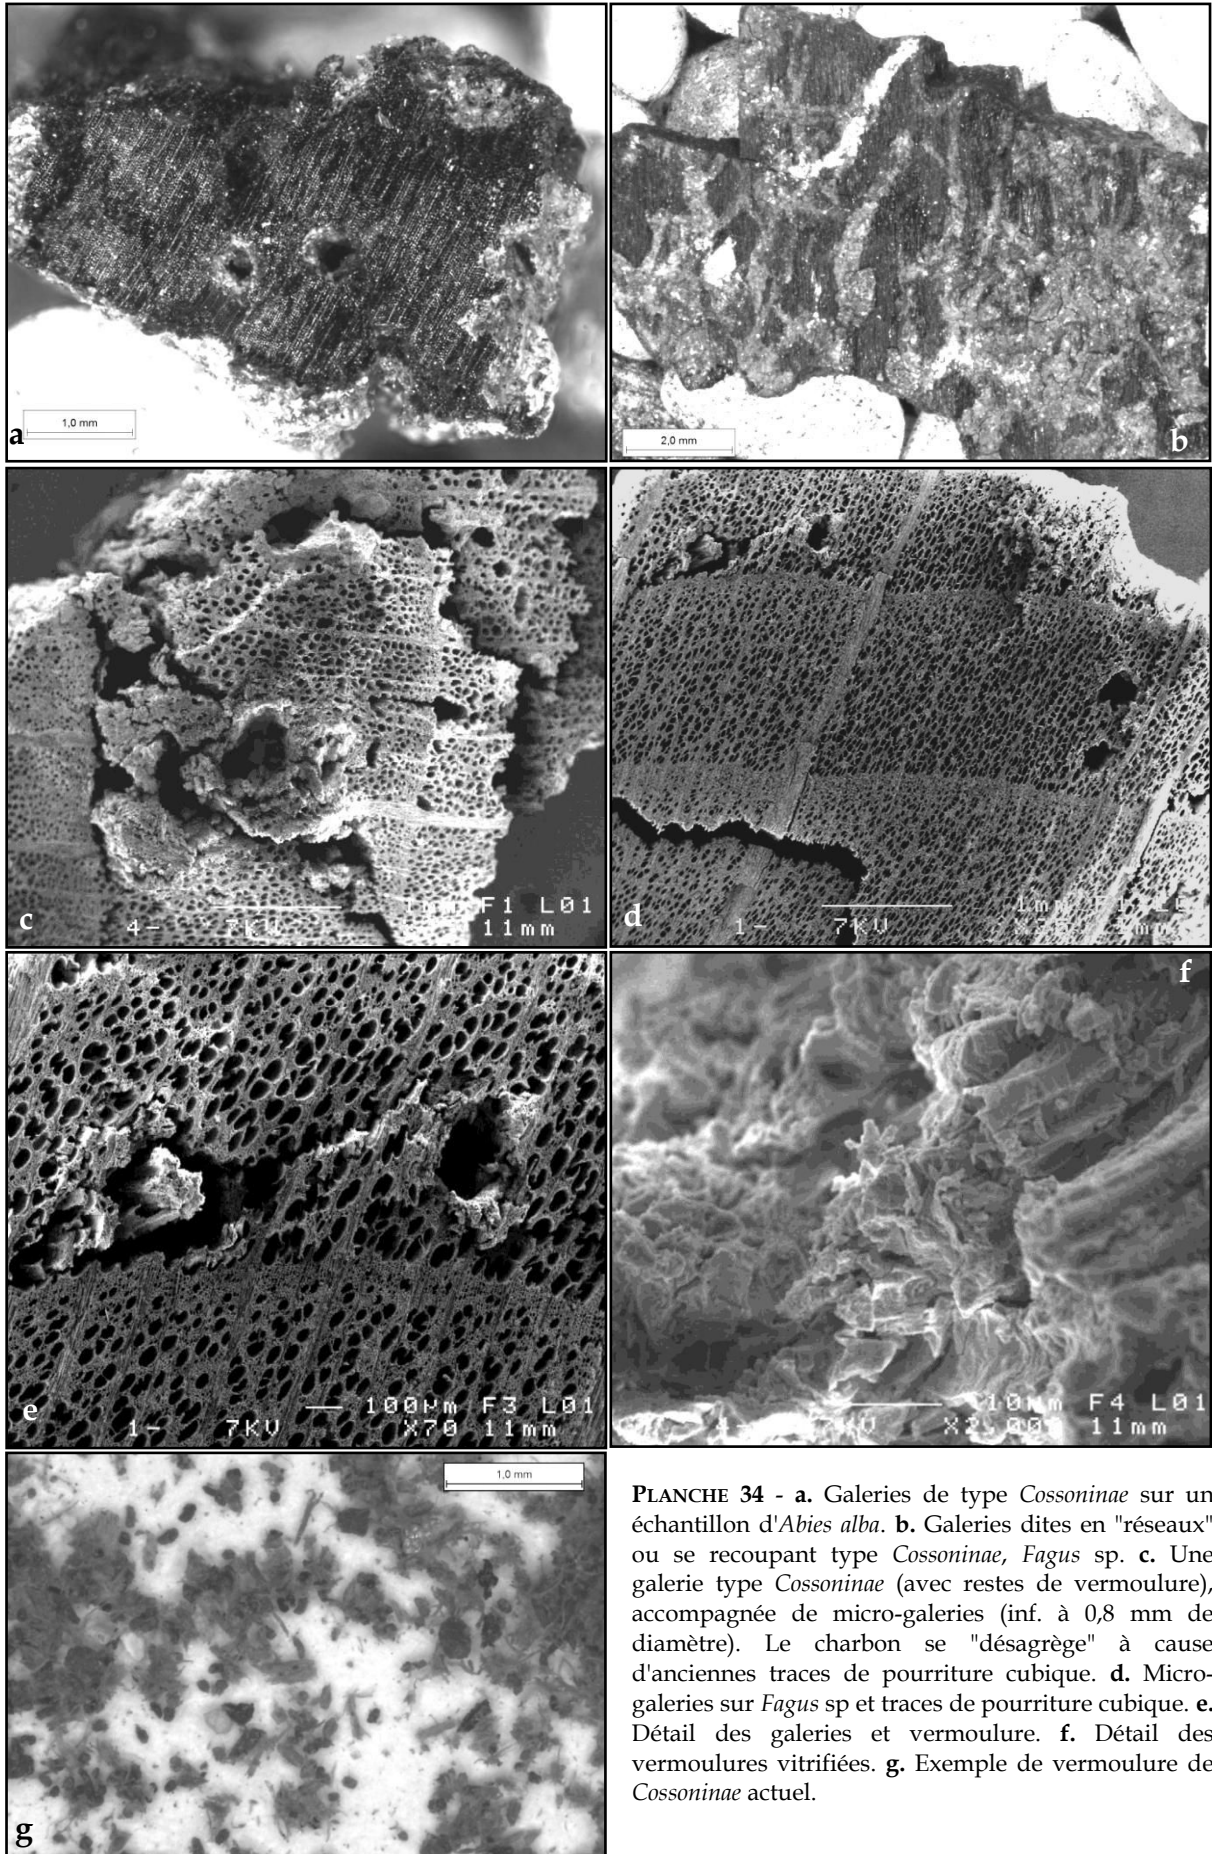 1,0 mm
a
2,0 mm
b
c
4- 7KV 1mm F1 L01
11mm
d
1- 7KV 1mm
e
100µm F3 L01
1- 7KV X70 11mm
f
10µm F4 L01
X2,000 11mm
1,0 mm
g
PLANCHE 34 - a. Galeries de type Cossoninae sur un
échantillon d'Abies alba. b. Galeries dites en "réseaux"
ou se recoupant type Cossoninae, Fagus sp. c. Une
galerie type Cossoninae (avec restes de vermoulure),
accompagnée de micro-galeries (inf. à 0,8 mm de
diamètre). Le charbon se "désagrège" à cause
d'anciennes traces de pourriture cubique. d. Micro-
galeries sur Fagus sp et traces de pourriture cubique. e.
Détail des galeries et vermoulure. f. Détail des
vermoulures vitrifiées. g. Exemple de vermoulure de
Cossoninae actuel.